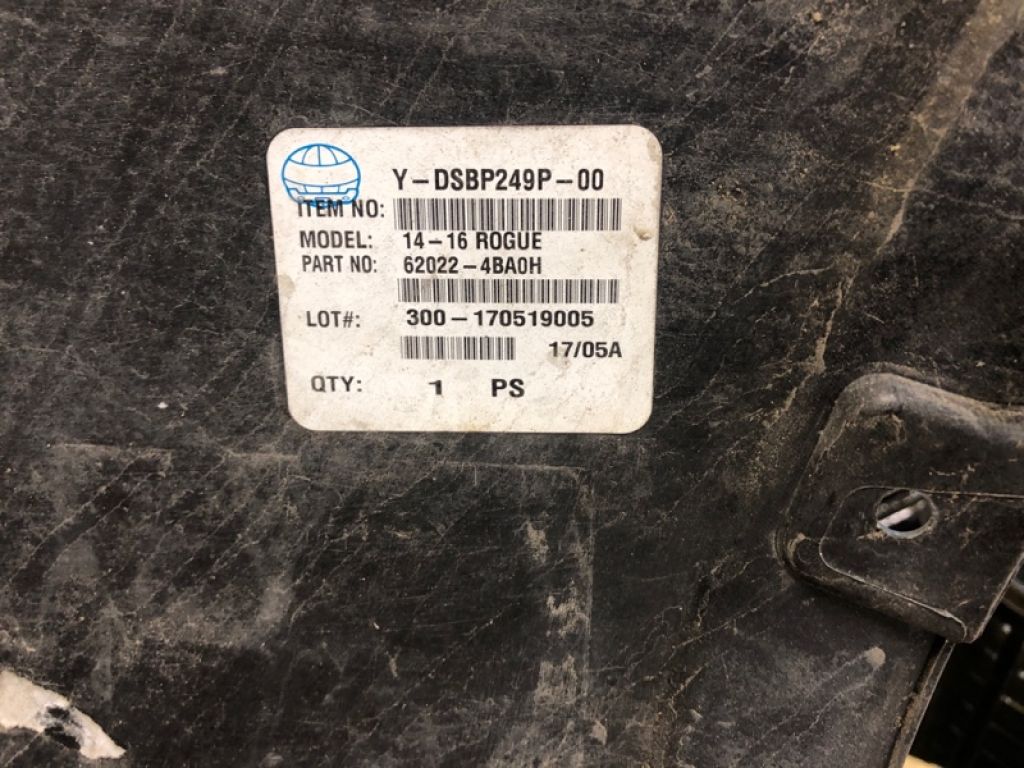 Y-DSBP249P-00
ITEM NO:
MODEL: 14-16 ROGUE
PART NO: 62022-4BA0H
LOT#: 300-170519005
17/05A
QTY: 1 PS